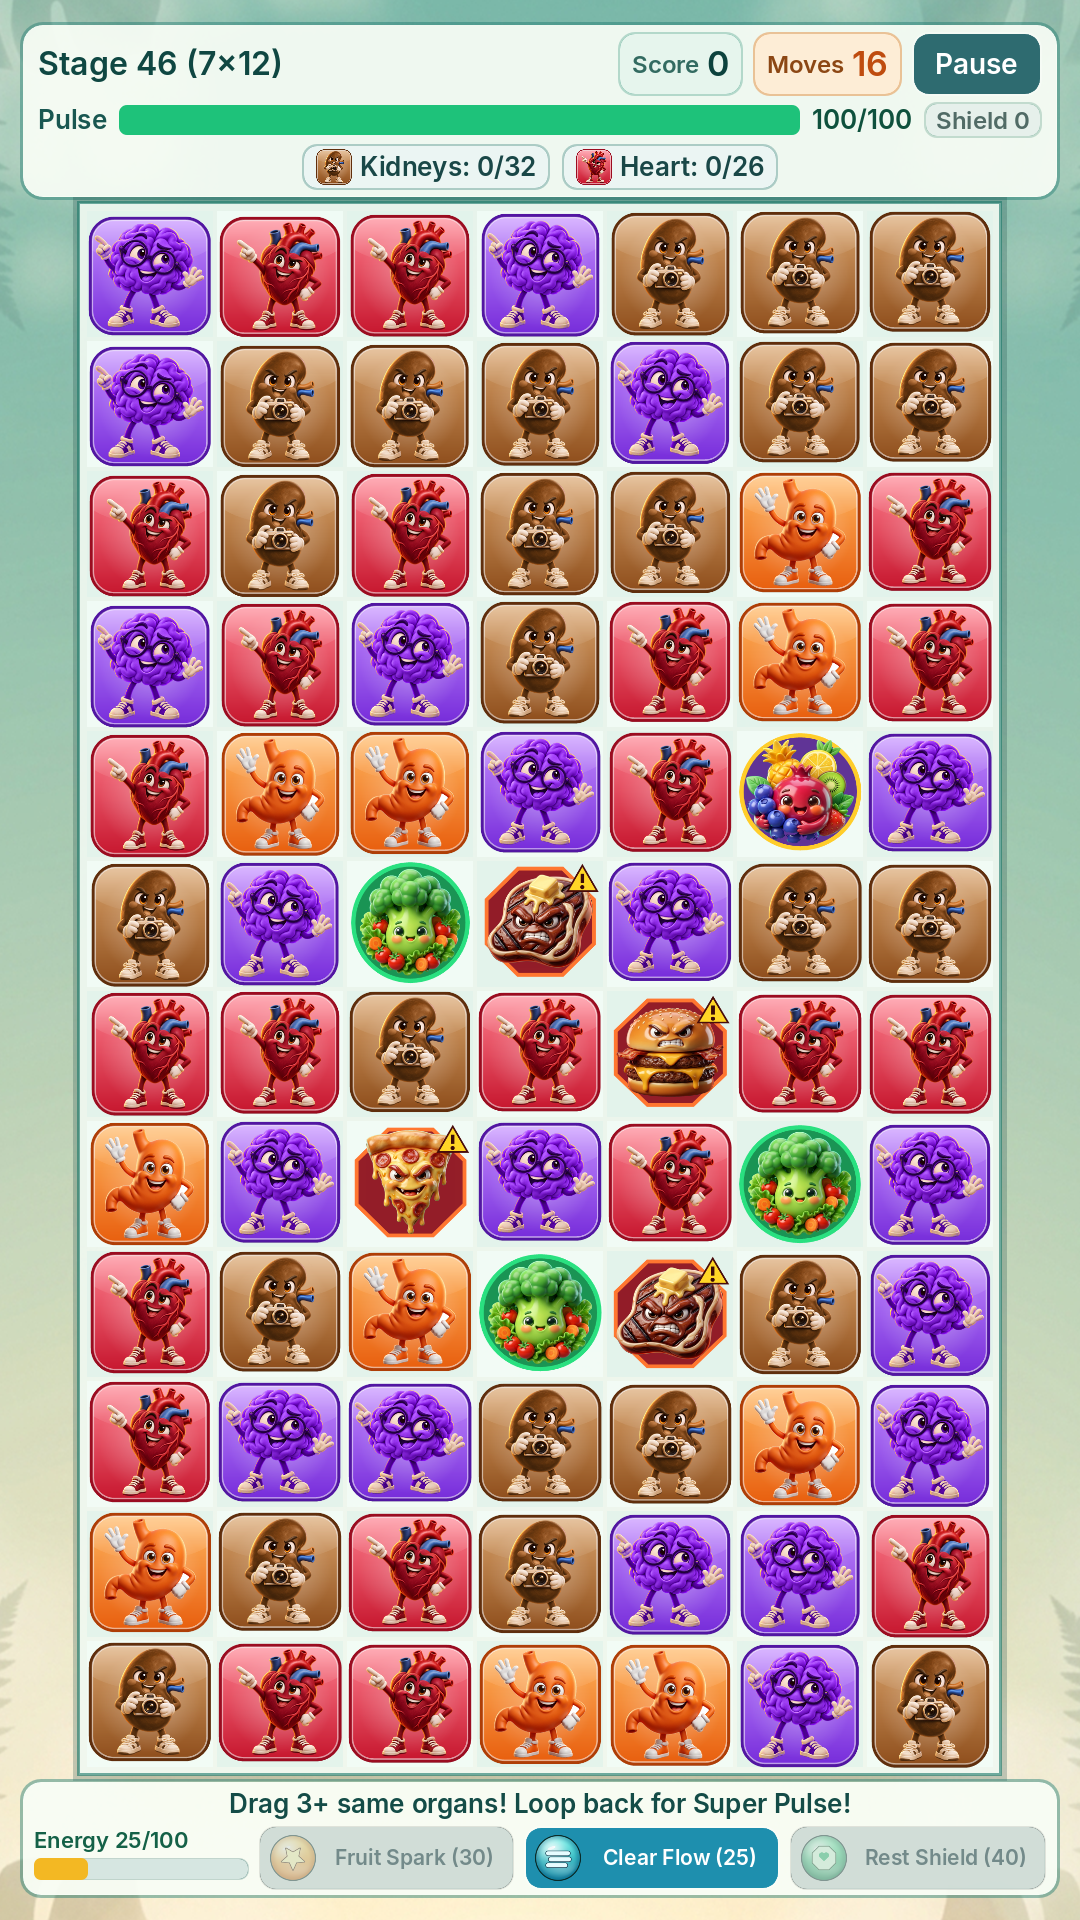 Stage 46 (7×12)
Score 0
Moves 16
Pause
Pulse
100/100
Shield 0
Kidneys: 0/32
Heart: 0/26
Drag 3+ same organs! Loop back for Super Pulse!
Energy 25/100
Fruit Spark (30)
Clear Flow (25)
Rest Shield (40)